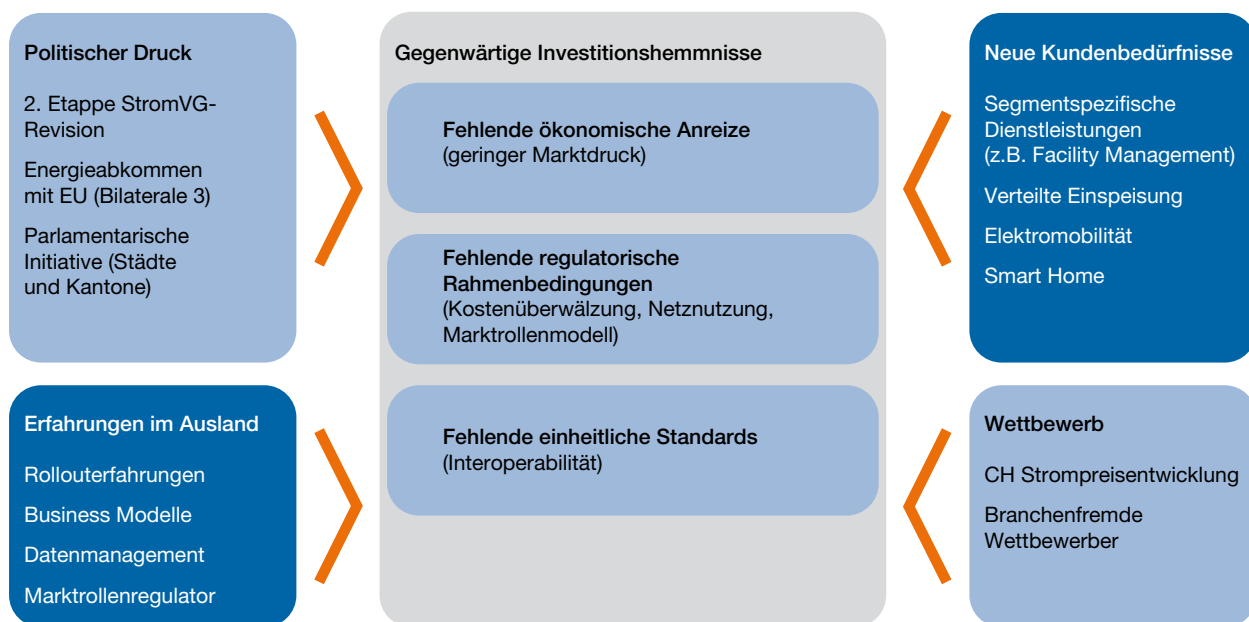 Politischer Druck
2. Etappe StromVG-
Revision
Energieabkommen
mit EU (Bilaterale 3)
Parlamentarische
Initiative (Städte
und Kantone)
Erfahrungen im Ausland
Rollouterfahrungen
Business Modelle
Datenmanagement
Marktrollenregulator
Gegenwärtige Investitionshemmnisse
Fehlende ökonomische Anreize
(geringer Marktdruck)
Fehlende regulatorische
Rahmenbedingungen
(Kostenüberwälzung, Netznutzung,
Marktrollenmodell)
Fehlende einheitliche Standards
(Interoperabilität)
Neue Kundenbedürfnisse
Segmentspezifische
Dienstleistungen
(z.B. Facility Management)
Verteilte Einspeisung
Elektromobilität
Smart Home
Wettbewerb
CH Strompreisentwicklung
Branchenfremde
Wettbewerber